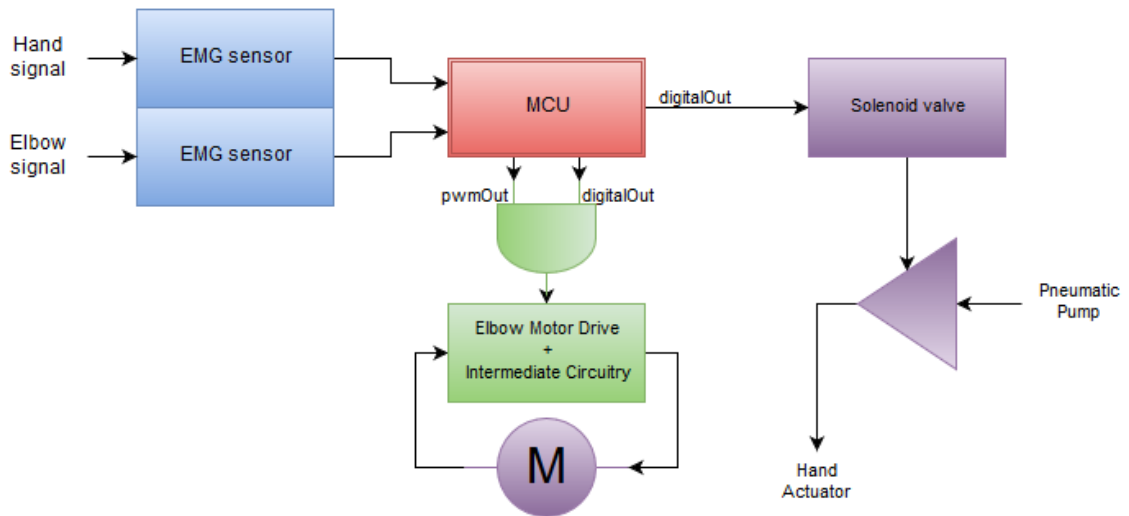 Hand
signal
EMG sensor
Elbow
signal
EMG sensor
MCU
digitalOut
Solenoid valve
pwmOut
digitalOut
Elbow Motor Drive
+
Intermediate Circuitry
M
Pneumatic
Pump
Hand
Actuator